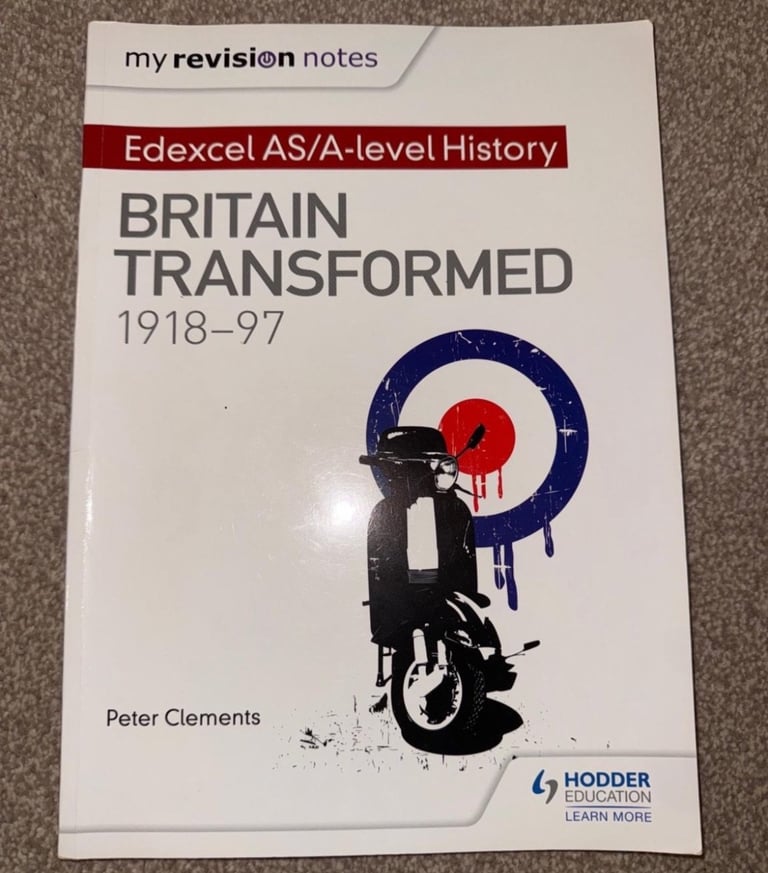 my revision notes
Edexcel AS/A-level History
BRITAIN
TRANSFORMED
1918–97
Peter Clements
HODDER
EDUCATION
LEARN MORE